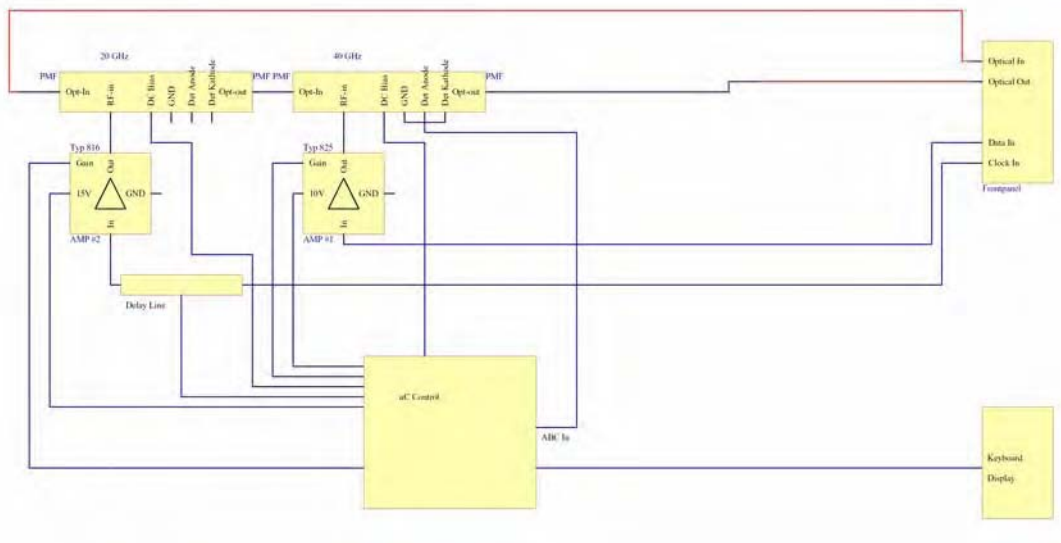 20 GHz
40 GHz
PMF
PMF PMF
PMF
Opt-In
RF-in
DC Bias
GND
Det Anode
Det Kathode
Opt-out
Opt-In
RF-in
DC Bias
GND
Det Anode
Det Kathode
Opt-out
Optical In
Optical Out
Data In
Clock In
Frontpanel
Typ 816
Gain
Out
15V
GND
In
AMP #2
Typ 825
Gain
Out
10V
GND
In
AMP #1
Delay Line
uC Control
ABC In
Keyboard
Display